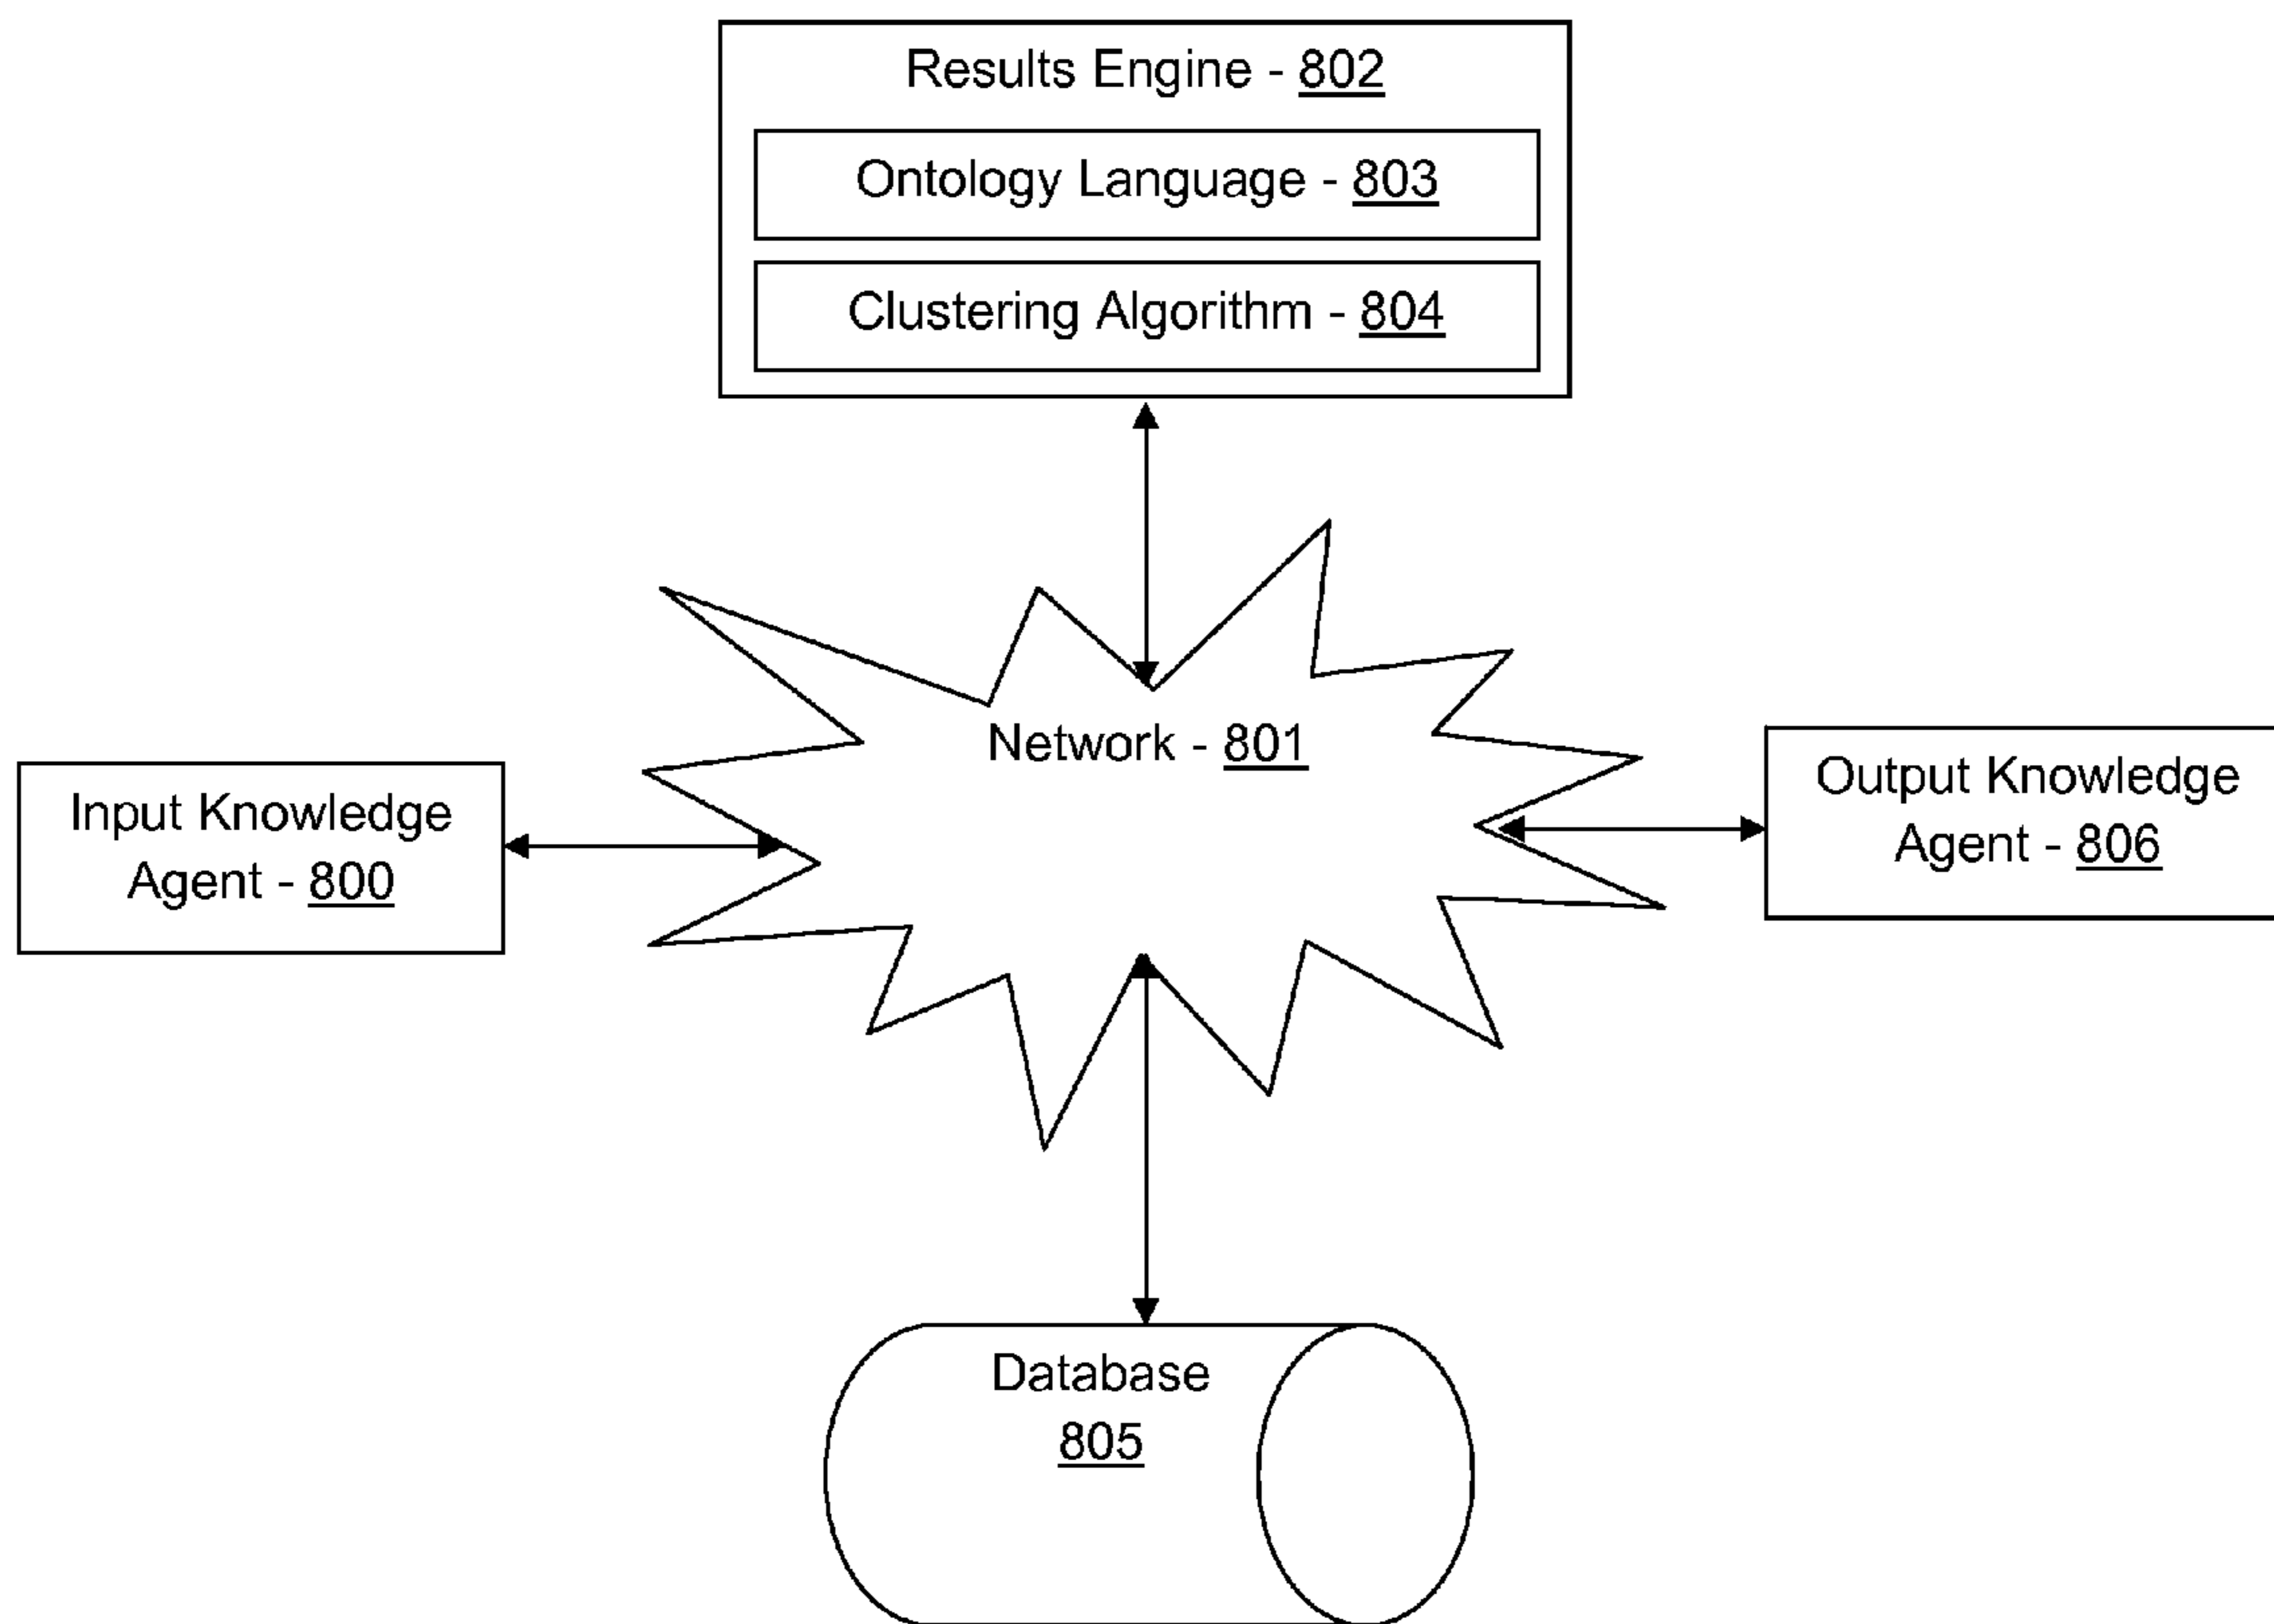 Results Engine - 802
Ontology Language - 803
Clustering Algorithm - 804
Network - 801
Input Knowledge
Agent - 800
Output Knowledge
Agent - 806
Database
805